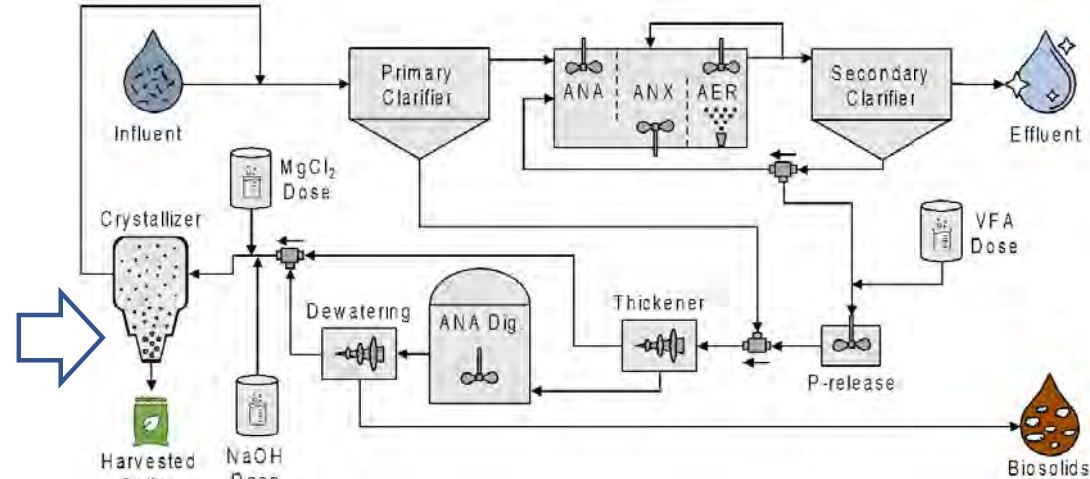 Influent
Primary
Clarifier
ANA
ANX
AER
Secondary
Clarifier
Effluent
MgCl₂
Dose
Crystallizer
VFA
Dose
Dewatering
ANA Dig.
Thickener
P-release
Harvested
NaOH
Dose
Biosolids